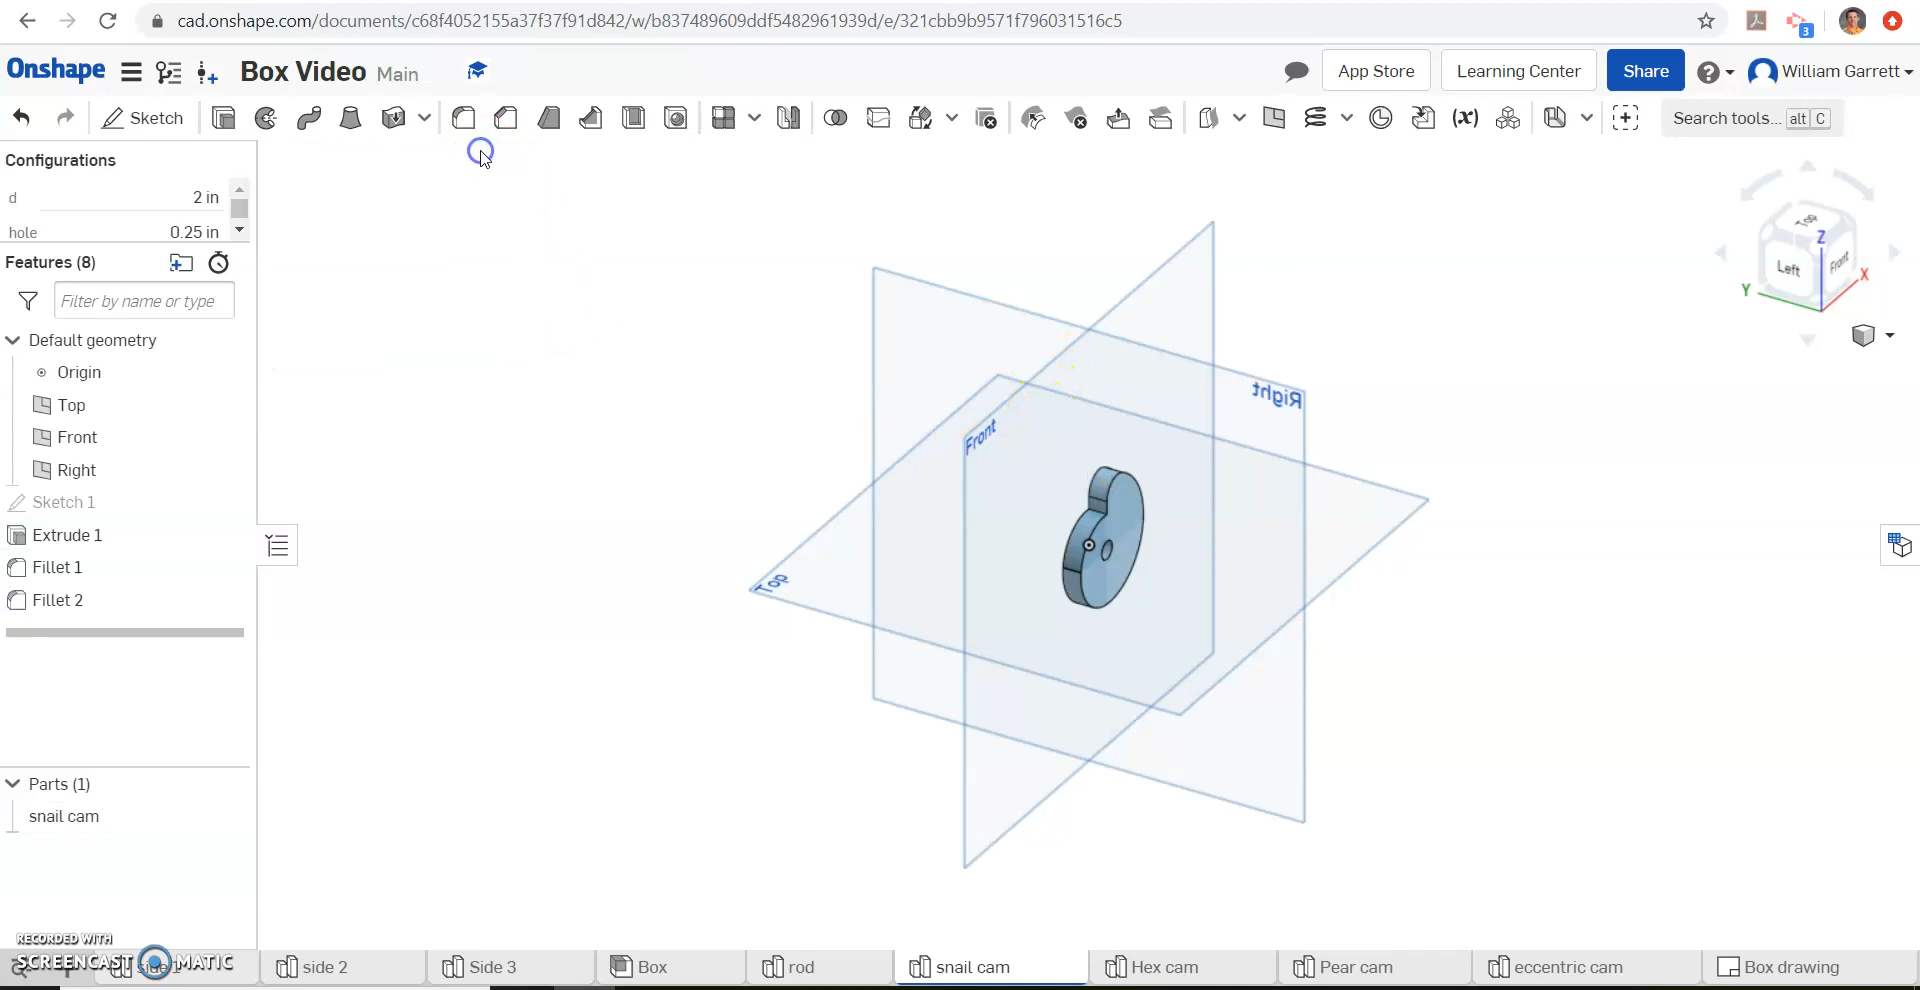 cad.onshape.com/documents/c68f4052155a37f37f91d842/w/b837489609ddf5482961939d/e/321cbb9b9571f796031516c5
3
Onshape Box Video Main App Store Learning Center Share William Garrett
Sketch (x) Search tools... alt C
Configurations
d 2 in
hole 0.25 in
Features (8)
Filter by name or type
Default geometry
Origin
Top
Front
Right
Sketch 1
Extrude 1
Fillet 1
Fillet 2
Parts (1)
snail cam
Right
Front
Top
Top
Left
Front
Z
X
Y
RECORDED WITH
SCREENCAST MATIC
side 2 Side 3 Box rod snail cam Hex cam Pear cam eccentric cam Box drawing